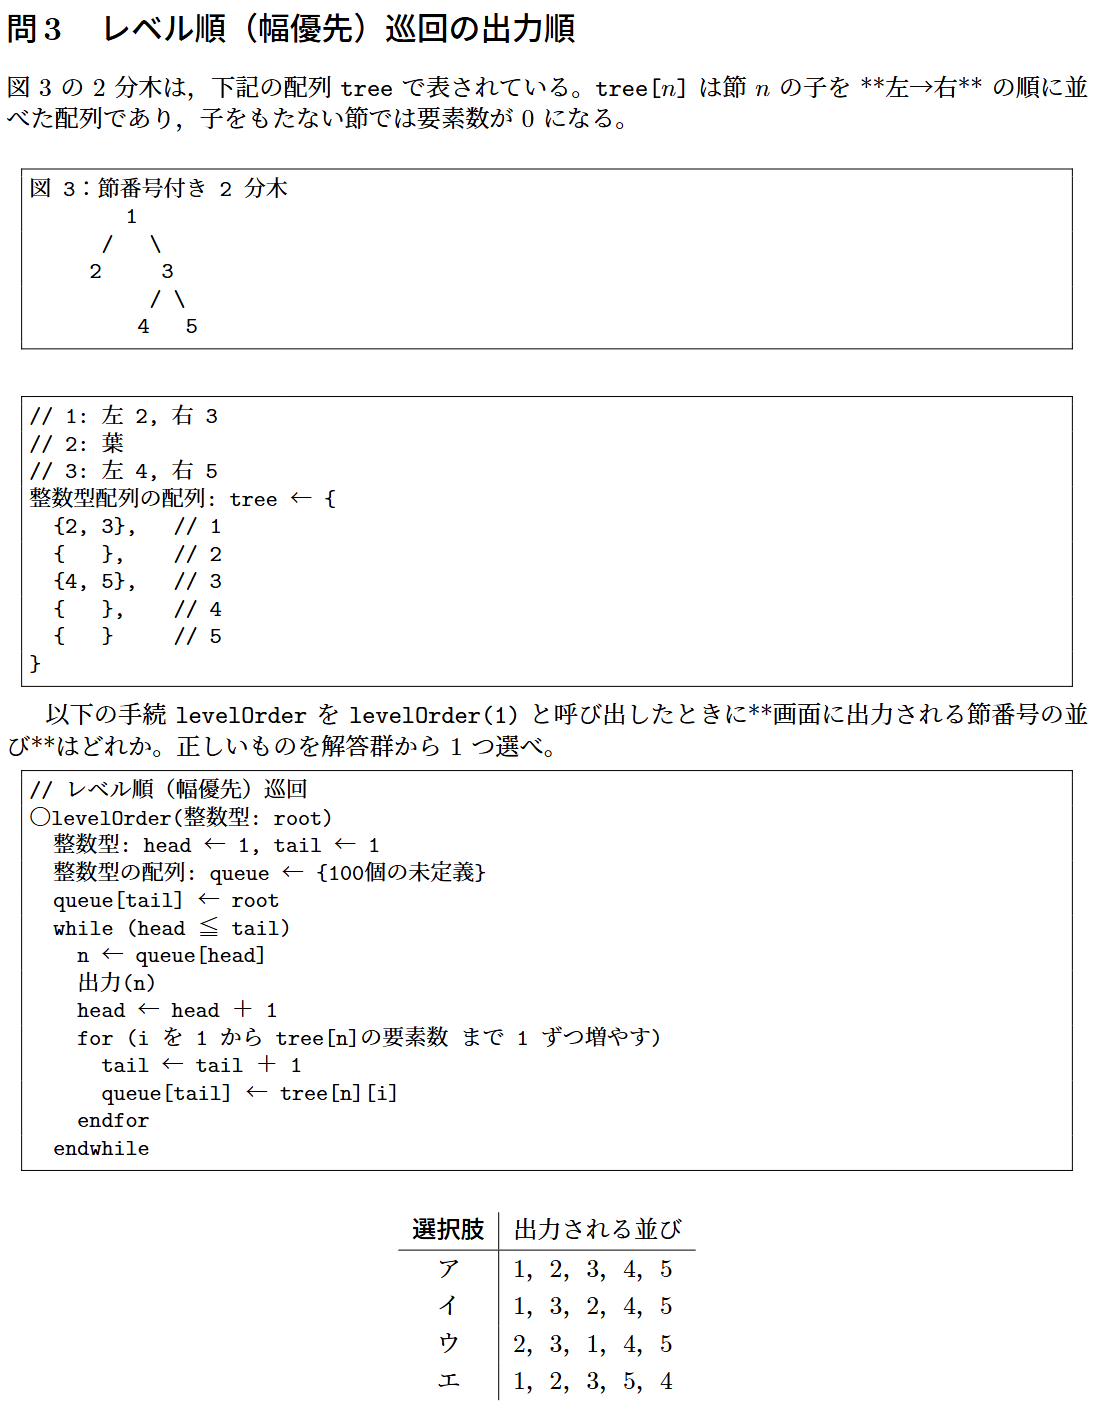 問 3 レベル順（幅優先）巡回の出力順
図 3 の 2 分木は，下記の配列 tree で表されている。tree[n] は節 n の子を **左→右** の順に並
べた配列であり，子をもたない節では要素数が 0 になる。
図 3：節番号付き 2 分木
1
/ \
2 3
/ \
4 5
// 1: 左 2, 右 3
// 2: 葉
// 3: 左 4, 右 5
整数型配列の配列: tree ← {
{2, 3}, // 1
{ }, // 2
{4, 5}, // 3
{ }, // 4
{ } // 5
}
以下の手続 levelOrder を levelOrder(1) と呼び出したときに**画面に出力される節番号の並
び**はどれか。正しいものを解答群から 1 つ選べ。
// レベル順（幅優先）巡回
○levelOrder(整数型: root)
整数型: head ← 1, tail ← 1
整数型の配列: queue ← {100個の未定義}
queue[tail] ← root
while (head ≦ tail)
n ← queue[head]
出力(n)
head ← head ＋ 1
for (i を 1 から tree[n]の要素数 まで 1 ずつ増やす)
tail ← tail ＋ 1
queue[tail] ← tree[n][i]
endfor
endwhile
選択肢 出力される並び
ア 1，2，3，4，5
イ 1，3，2，4，5
ウ 2，3，1，4，5
エ 1，2，3，5，4